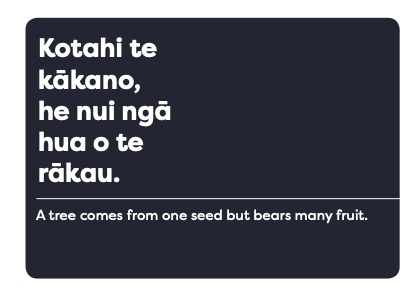 Kotahi te
kākano,
he nui ngā
hua o te
rākau.
A tree comes from one seed but bears many fruit.